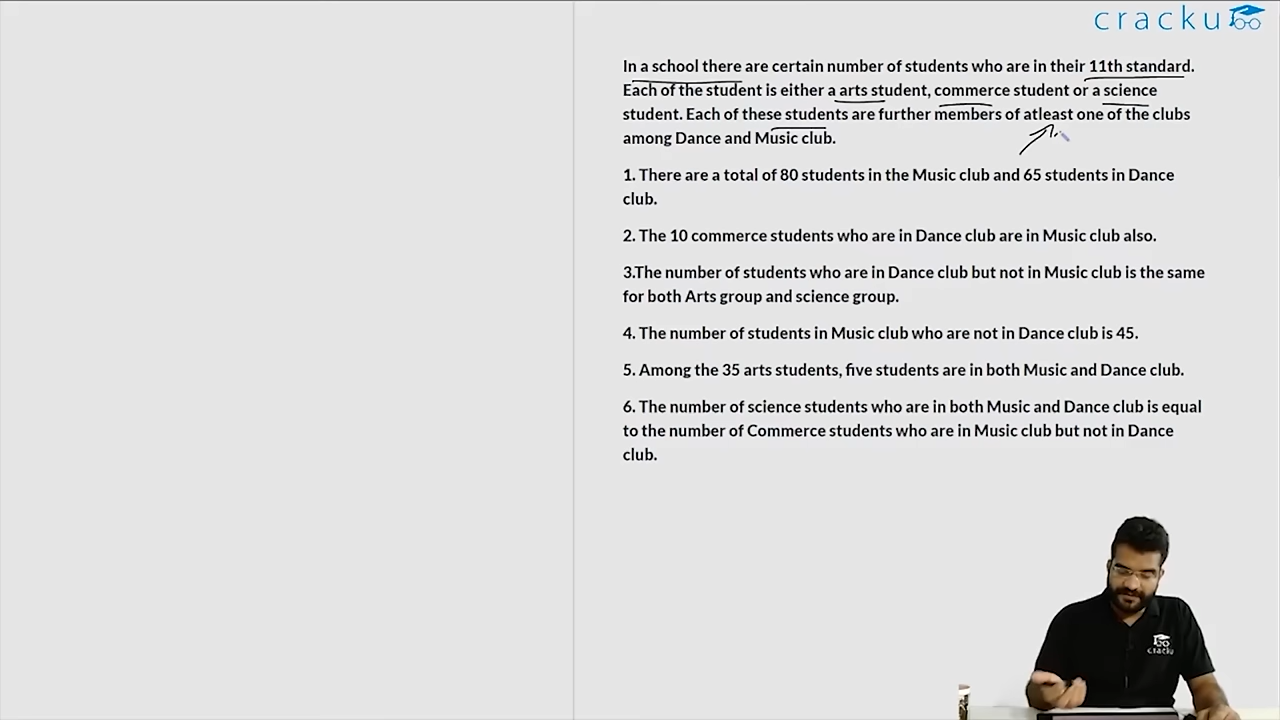 cracku
In a school there are certain number of students who are in their 11th standard.
Each of the student is either a arts student, commerce student or a science
student. Each of these students are further members of atleast one of the clubs
among Dance and Music club.
1. There are a total of 80 students in the Music club and 65 students in Dance
club.
2. The 10 commerce students who are in Dance club are in Music club also.
3.The number of students who are in Dance club but not in Music club is the same
for both Arts group and science group.
4. The number of students in Music club who are not in Dance club is 45.
5. Among the 35 arts students, five students are in both Music and Dance club.
6. The number of science students who are in both Music and Dance club is equal
to the number of Commerce students who are in Music club but not in Dance
club.
cracku